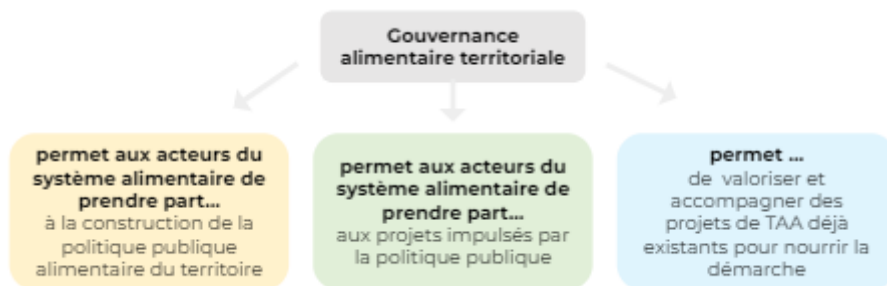 Gouvernance
alimentaire territoriale
permet aux acteurs du
système alimentaire de
prendre part...
à la construction de la
politique publique
alimentaire du territoire
permet aux acteurs du
système alimentaire de
prendre part...
aux projets impulsés par
la politique publique
permet ...
de valoriser et
accompagner des
projets de TAA déjà
existants pour nourrir la
démarche